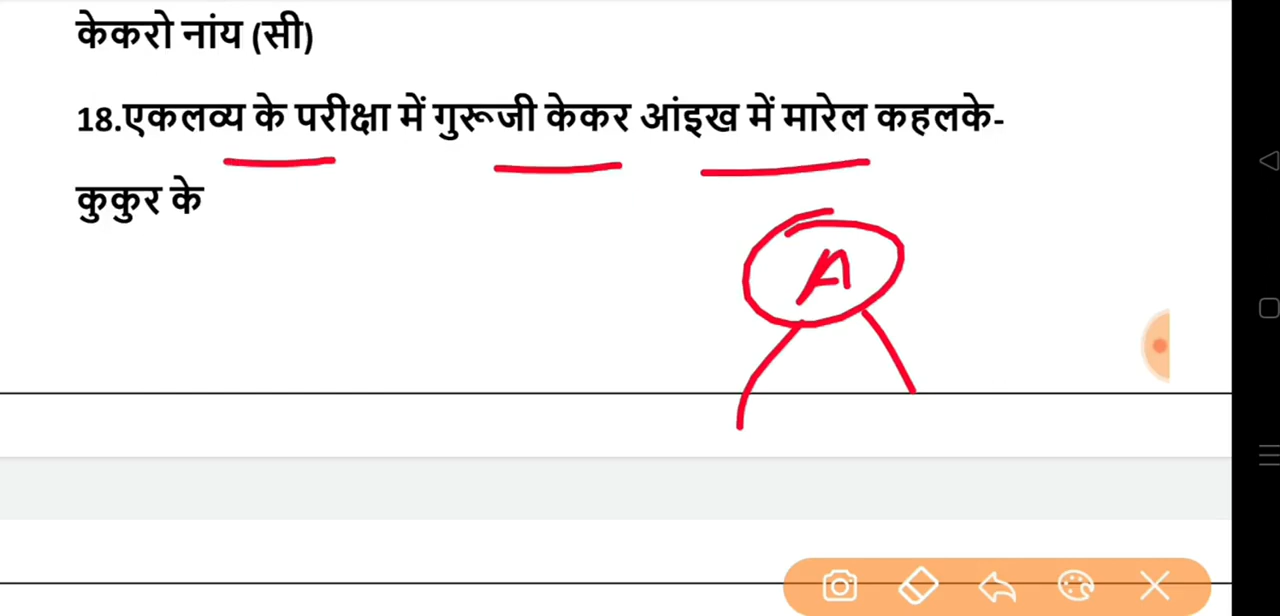 केकरो नांय (सी)
18.एकलव्य के परीक्षा में गुरूजी केकर आंइख में मारेल कहलके-
कुकुर के
A